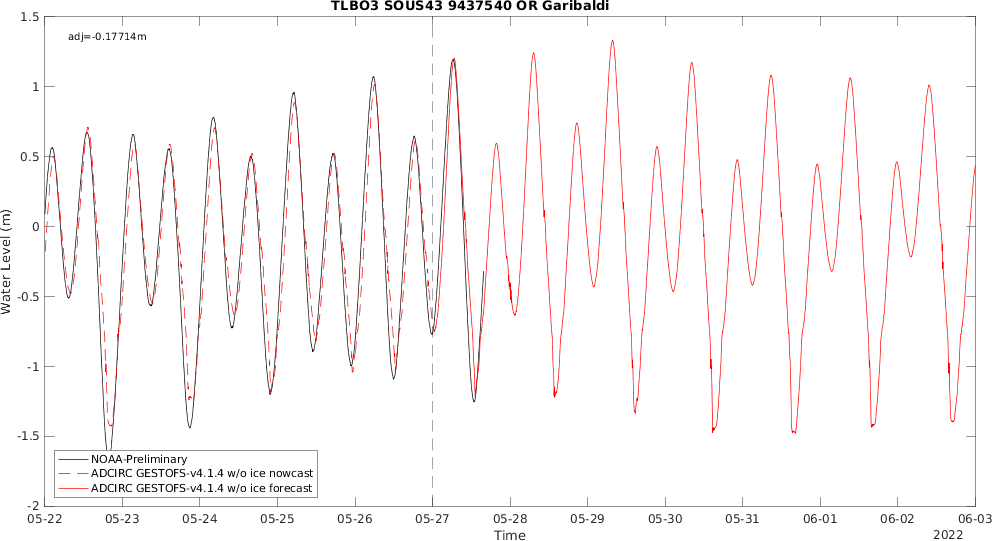 TLBO3 SOUS43 9437540 OR Garibaldi
adj=-0.17714m
1.5
1
0.5
0
-0.5
-1
-1.5
-2
Water Level (m)
NOAA-Preliminary
ADCIRC GESTOFS-v4.1.4 w/o ice nowcast
ADCIRC GESTOFS-v4.1.4 w/o ice forecast
05-22 05-23 05-24 05-25 05-26 05-27 05-28 05-29 05-30 05-31 06-01 06-02 06-03
Time
2022